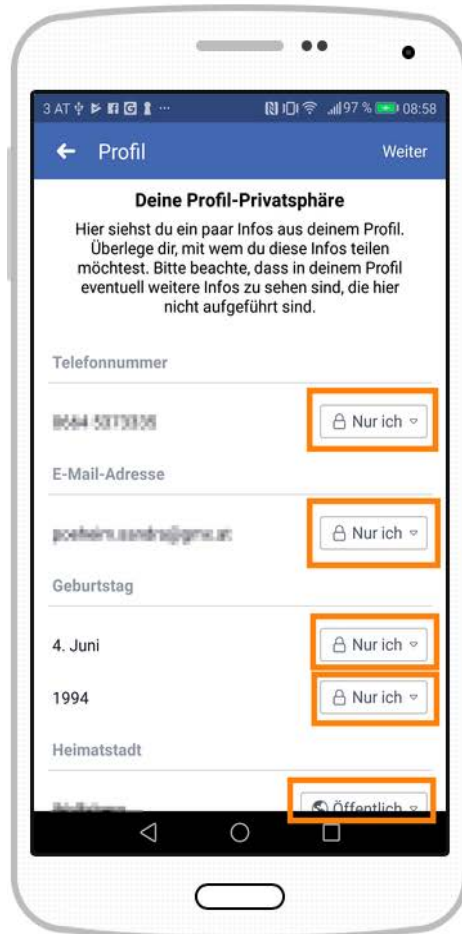 3 AT ... 97 % 08:58
Profil Weiter
Deine Profil-Privatsphäre
Hier siehst du ein paar Infos aus deinem Profil.
Überlege dir, mit wem du diese Infos teilen
möchtest. Bitte beachte, dass in deinem Profil
eventuell weitere Infos zu sehen sind, die hier
nicht aufgeführt sind.
Telefonnummer
Nur ich
E-Mail-Adresse
Nur ich
Geburtstag
4. Juni Nur ich
1994 Nur ich
Heimatstadt
Öffentlich